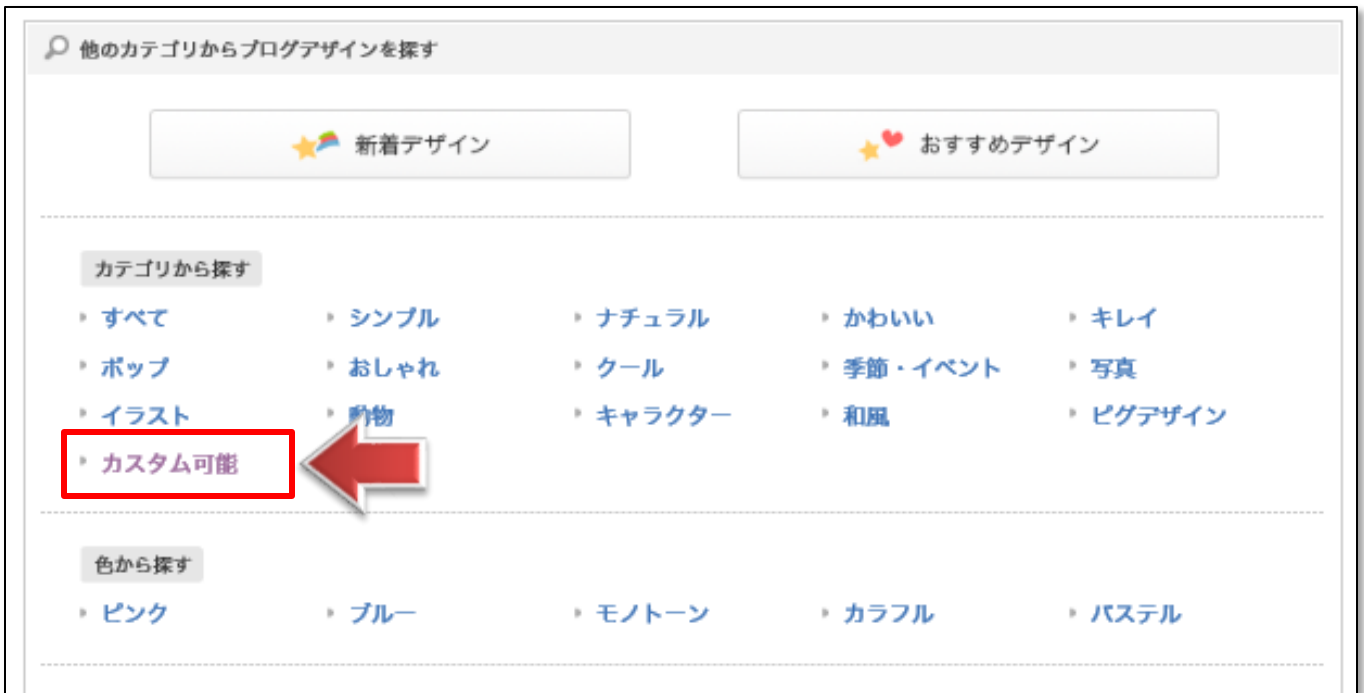 他のカテゴリからブログデザインを探す
新着デザイン おすすめデザイン
カテゴリから探す
すべて シンプル ナチュラル かわいい キレイ
ポップ おしゃれ クール 季節・イベント 写真
イラスト 動物 キャラクター 和風 ピグデザイン
カスタム可能
色から探す
ピンク ブルー モノトーン カラフル パステル